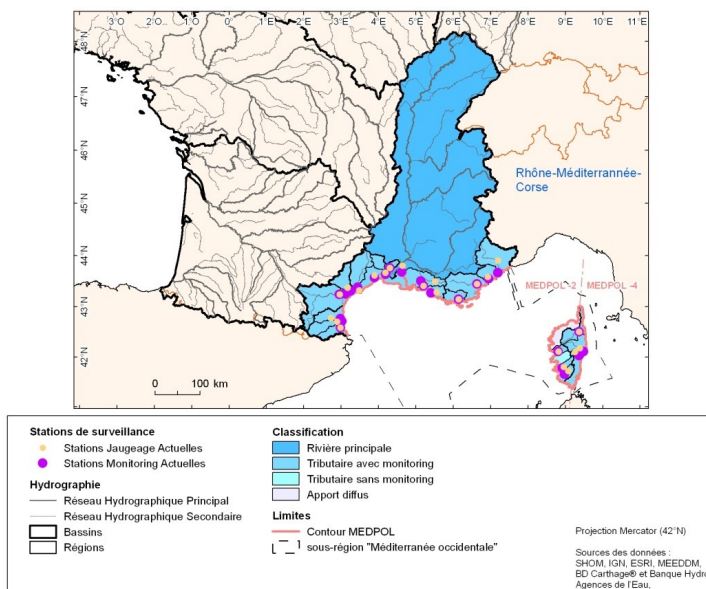 5°O 4°O 3°O 2°O 1°O 0° 1°E 2°E 3°E 4°E 5°E 6°E 7°E 8°E 9°E 10°E 11°E
48°N
47°N
46°N
45°N
44°N
43°N
42°N
Rhône-Méditerrannée-
Corse
MEDPOL -2 MEDPOL -4
0 100 km
Stations de surveillance
Stations Jaugeage Actuelles
Stations Monitoring Actuelles
Hydrographie
Réseau Hydrographique Principal
Réseau Hydrographique Secondaire
Bassins
Régions
Classification
Rivière principale
Tributaire avec monitoring
Tributaire sans monitoring
Apport diffus
Limites
Contour MEDPOL
sous-région "Méditerranée occidentale"
Projection Mercator (42°N)
Sources des données :
SHOM, IGN, ESRI, MEEDDM,
BD Carthage® et Banque Hydro
Agences de l'Eau,